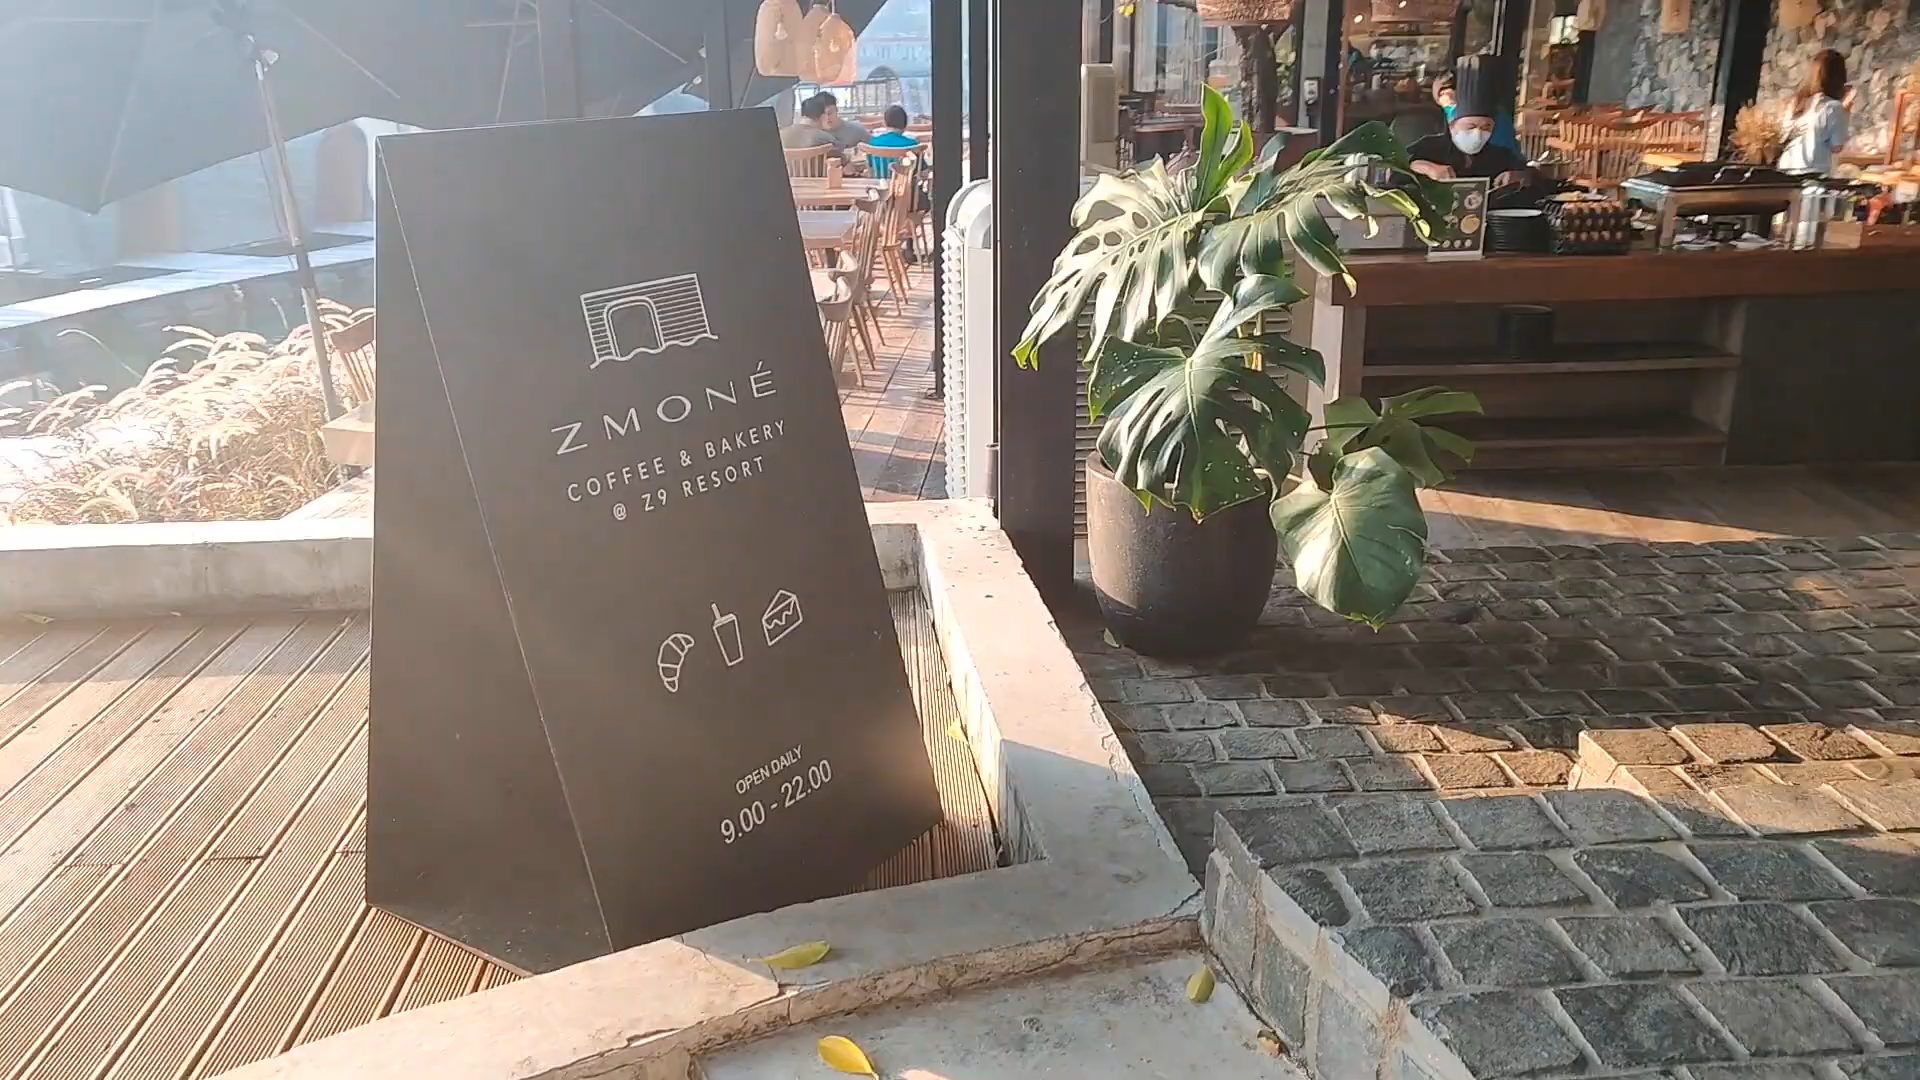 ZMONÉ
COFFEE & BAKERY
@ Z9 RESORT
OPEN DAILY
9.00 - 22.00